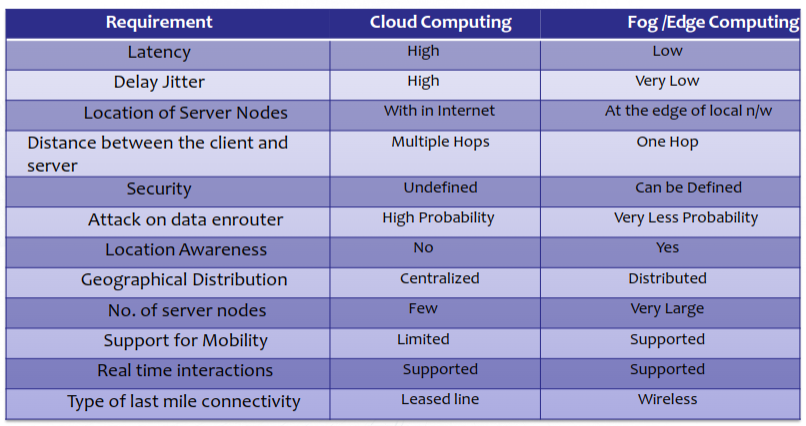 Requirement Cloud Computing Fog /Edge Computing
Latency High Low
Delay Jitter High Very Low
Location of Server Nodes With in Internet At the edge of local n/w
Distance between the client and server Multiple Hops One Hop
Security Undefined Can be Defined
Attack on data enrouter High Probability Very Less Probability
Location Awareness No Yes
Geographical Distribution Centralized Distributed
No. of server nodes Few Very Large
Support for Mobility Limited Supported
Real time interactions Supported Supported
Type of last mile connectivity Leased line Wireless